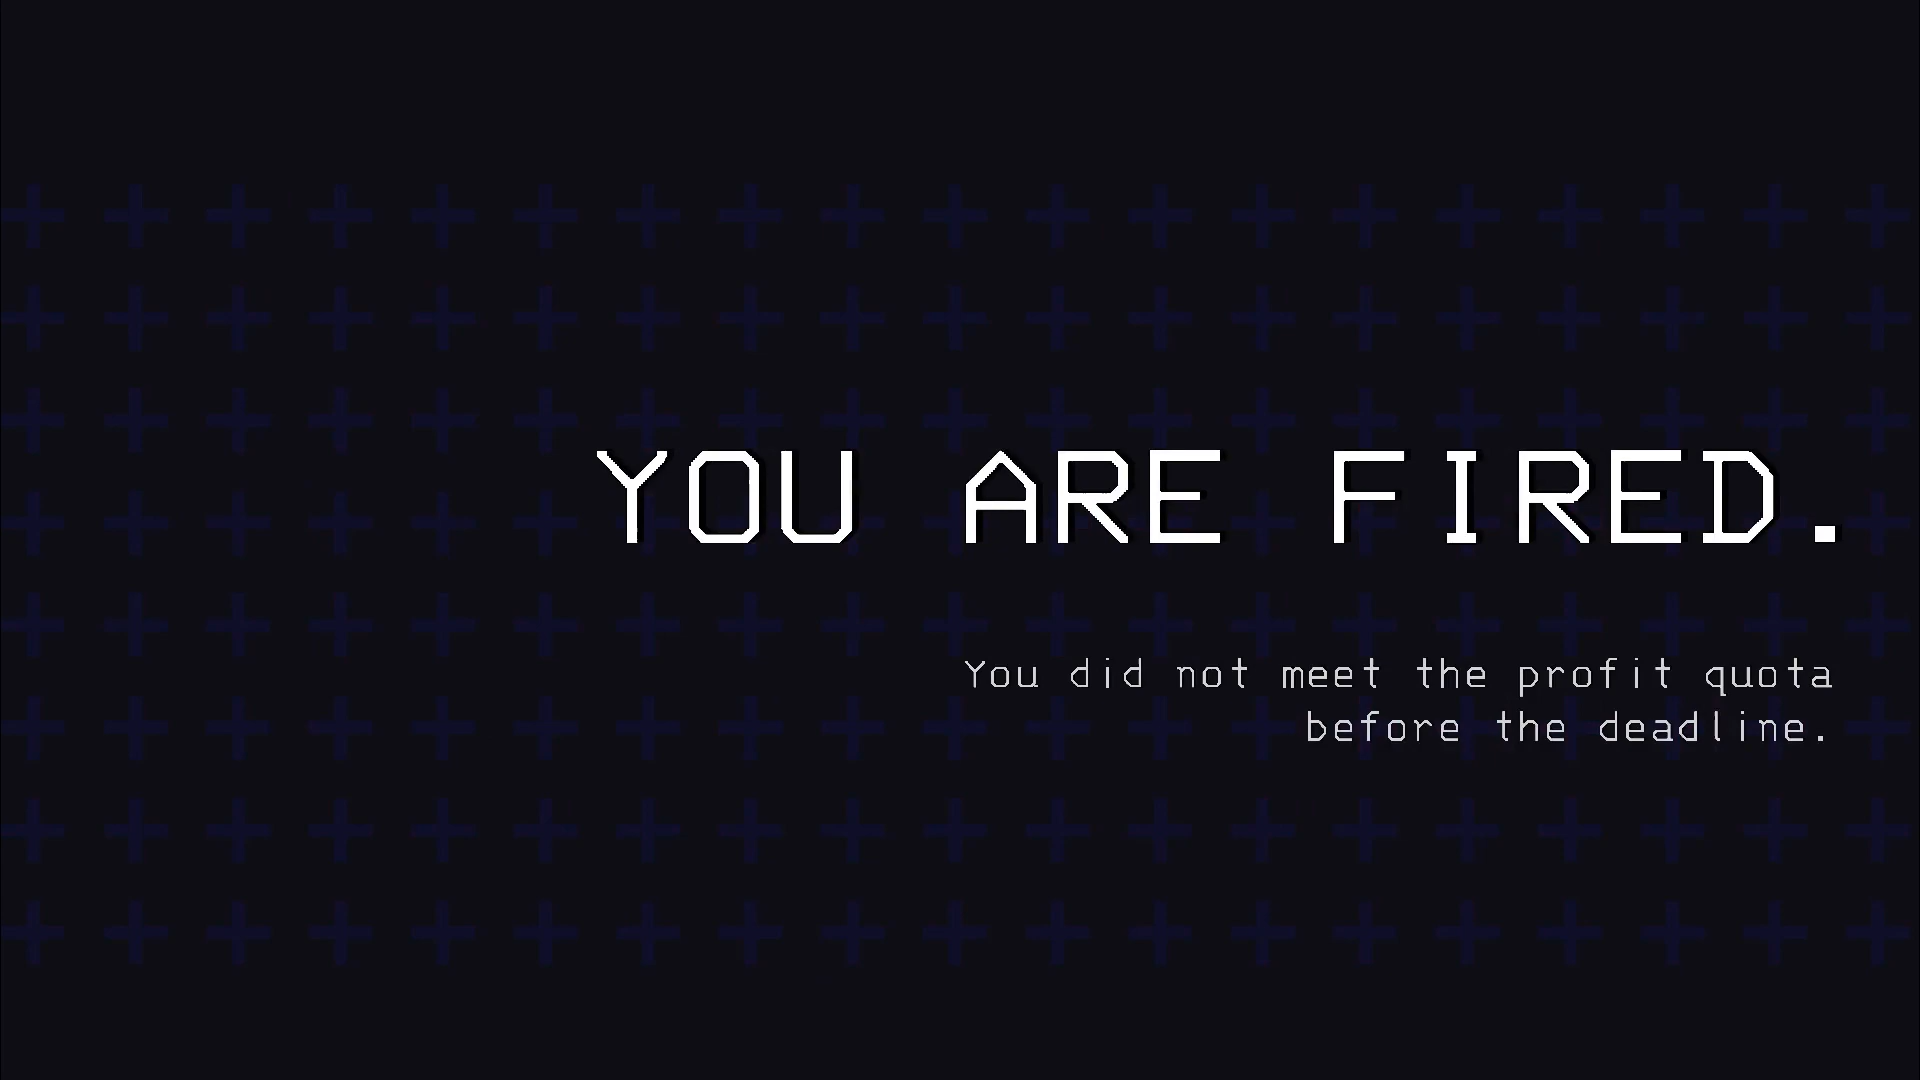 YOU ARE FIRED.
You did not meet the profit quota
before the deadline.